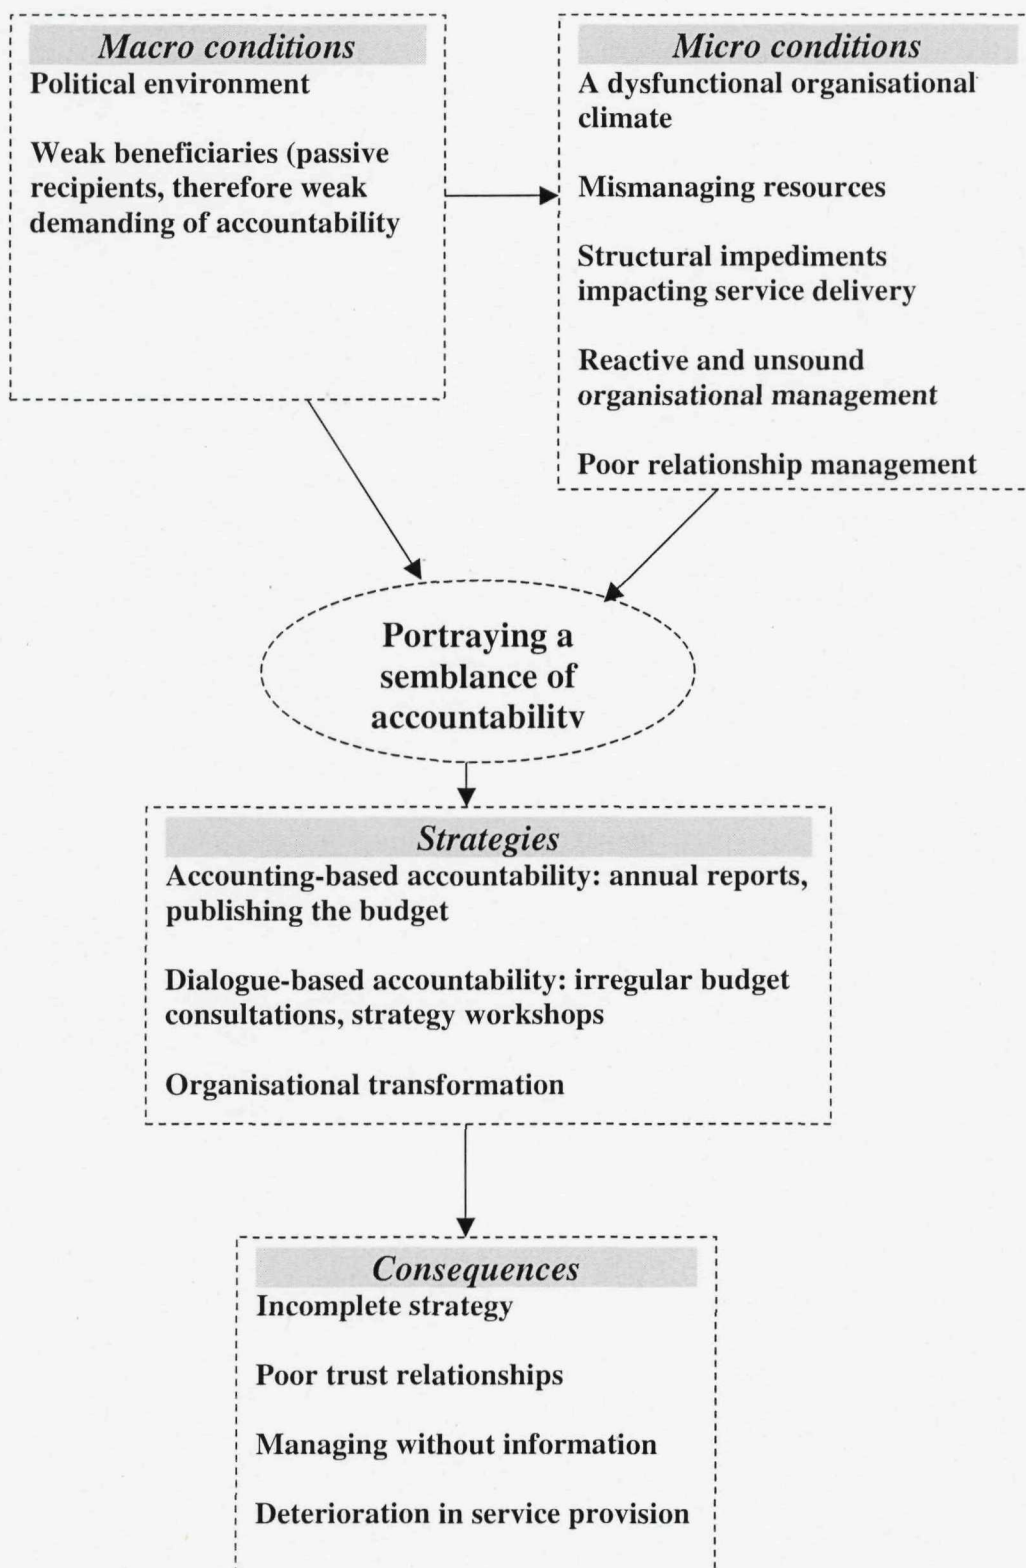 Macro conditions
Political environment
Weak beneficiaries (passive
recipients, therefore weak
demanding of accountability
Micro conditions
A dysfunctional organisational
climate
Mismanaging resources
Structural impediments
impacting service delivery
Reactive and unsound
organisational management
Poor relationship management
Portraying a
semblance of
accountability
Strategies
Accounting-based accountability: annual reports,
publishing the budget
Dialogue-based accountability: irregular budget
consultations, strategy workshops
Organisational transformation
Consequences
Incomplete strategy
Poor trust relationships
Managing without information
Deterioration in service provision